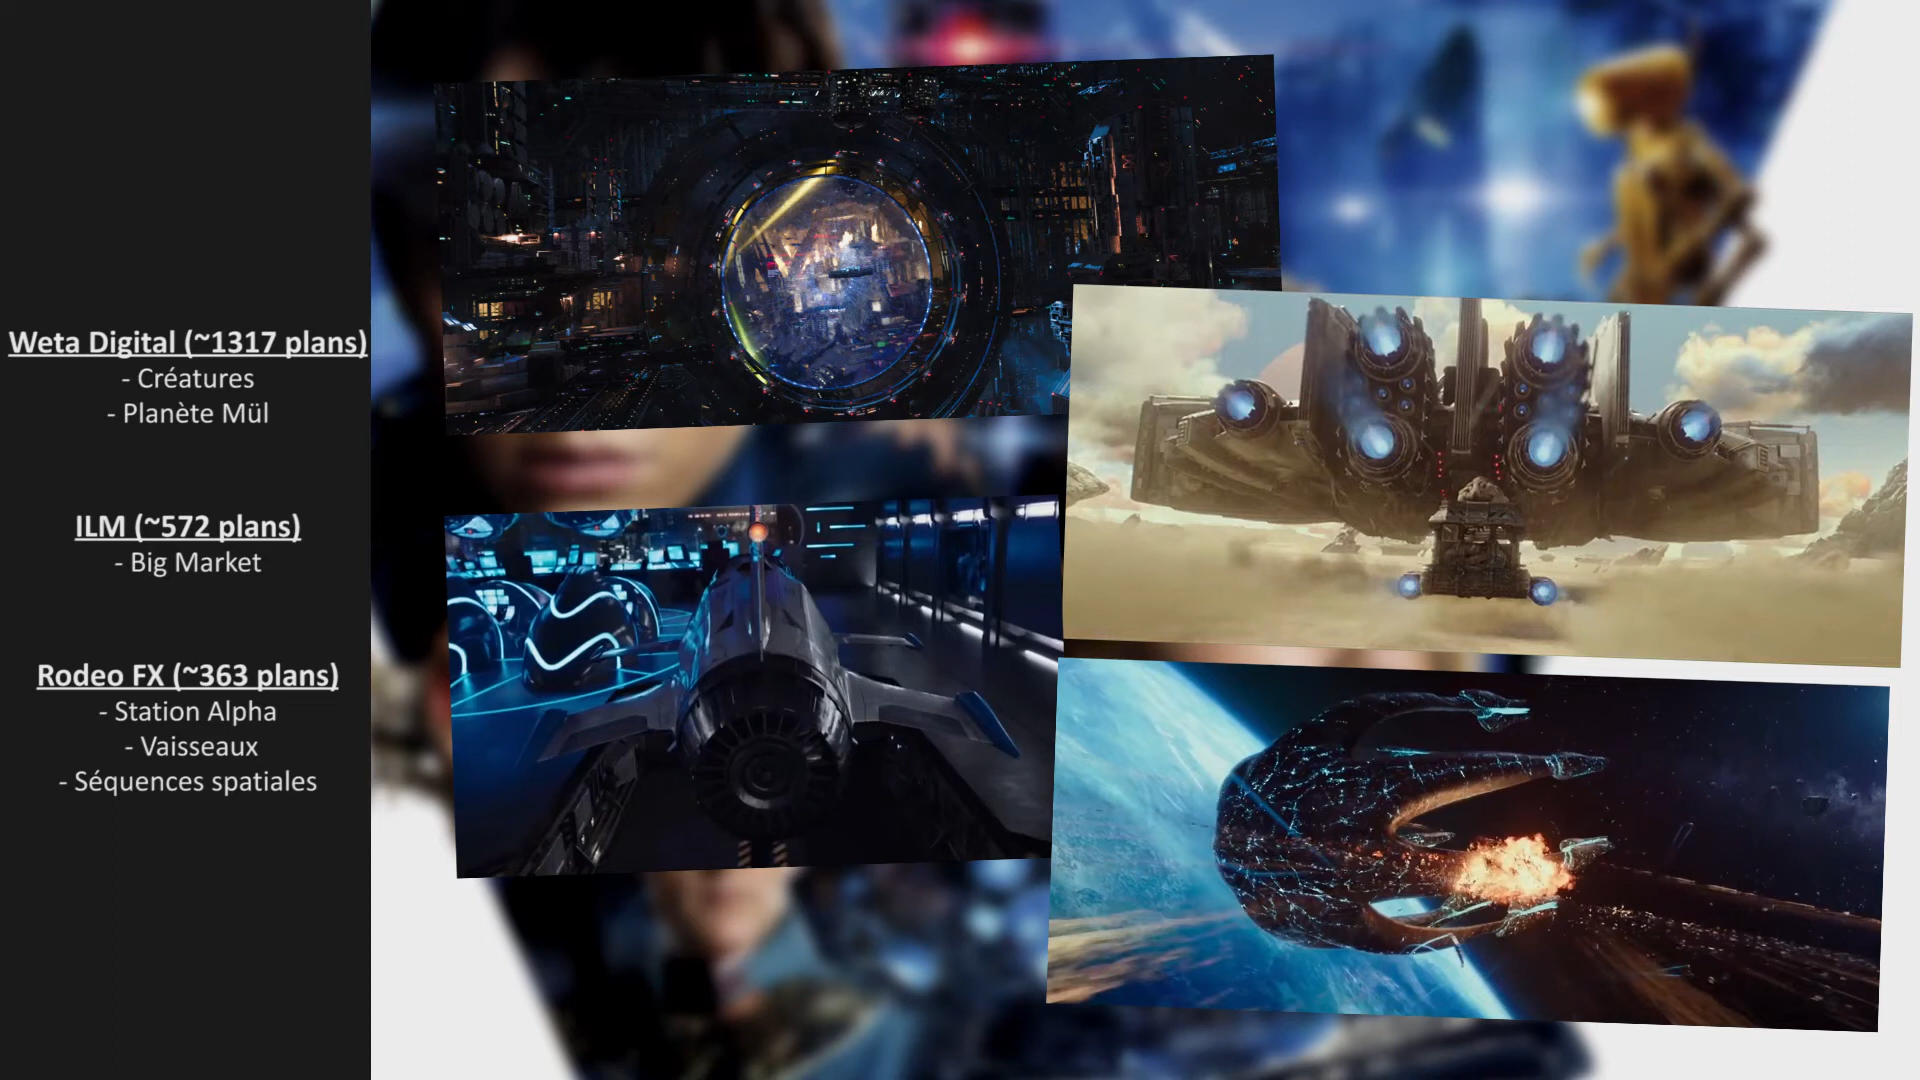 Weta Digital (~1317 plans)
- Créatures
- Planète Mül
ILM (~572 plans)
- Big Market
Rodeo FX (~363 plans)
- Station Alpha
- Vaisseaux
- Séquences spatiales